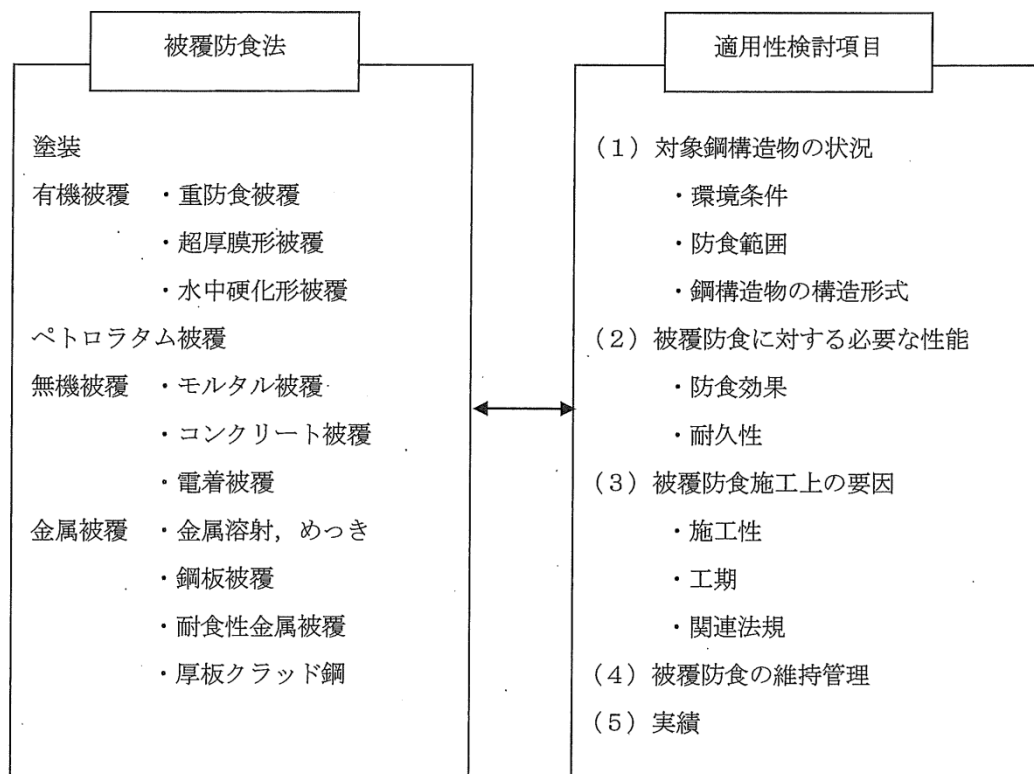 被覆防食法
塗装
有機被覆 ・重防食被覆
・超厚膜形被覆
・水中硬化形被覆
ペトロラタム被覆
無機被覆 ・モルタル被覆
・コンクリート被覆
・電着被覆
金属被覆 ・金属溶射，めっき
・鋼板被覆
・耐食性金属被覆
・厚板クラッド鋼
適用性検討項目
（１）対象鋼構造物の状況
・環境条件
・防食範囲
・鋼構造物の構造形式
（２）被覆防食に対する必要な性能
・防食効果
・耐久性
（３）被覆防食施工上の要因
・施工性
・工期
・関連法規
（４）被覆防食の維持管理
（５）実績